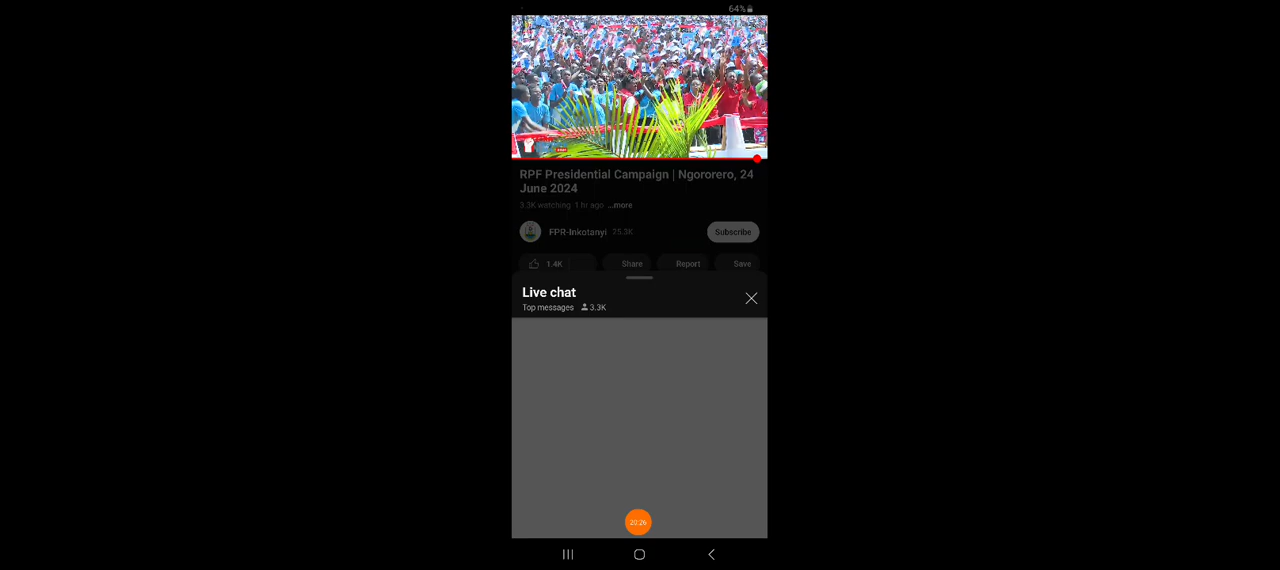 64%
RPF Presidential Campaign | Ngororero, 24
June 2024
3.3K watching 1 hr ago ...more
FPR-Inkotanyi 25.3K
Subscribe
1.4K Share Report Save
Live chat
Top messages 3.3K
20:26